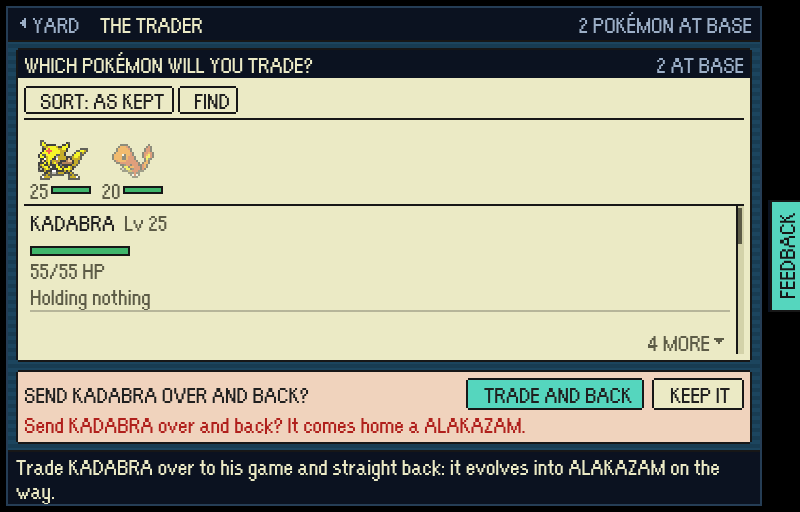 YARD THE TRADER 2 POKÉMON AT BASE
WHICH POKÉMON WILL YOU TRADE? 2 AT BASE
SORT: AS KEPT FIND
25 20
KADABRA Lv 25
55/55 HP
Holding nothing
4 MORE
SEND KADABRA OVER AND BACK? TRADE AND BACK KEEP IT
Send KADABRA over and back? It comes home a ALAKAZAM.
Trade KADABRA over to his game and straight back: it evolves into ALAKAZAM on the
way.
FEEDBACK